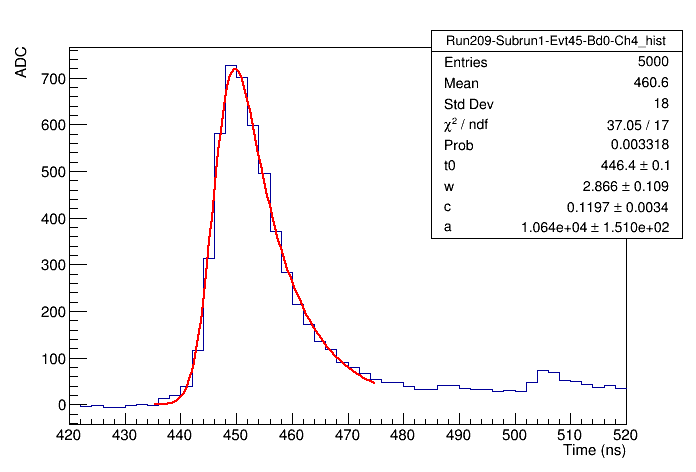 Run209-Subrun1-Evt45-Bd0-Ch4_hist
Entries 5000
Mean 460.6
Std Dev 18
χ² / ndf 37.05 / 17
Prob 0.003318
t0 446.4 ± 0.1
w 2.866 ± 0.109
c 0.1197 ± 0.0034
a 1.064e+04 ± 1.510e+02
ADC
700
600
500
400
300
200
100
0
420 430 440 450 460 470 480 490 500 510 520
Time (ns)